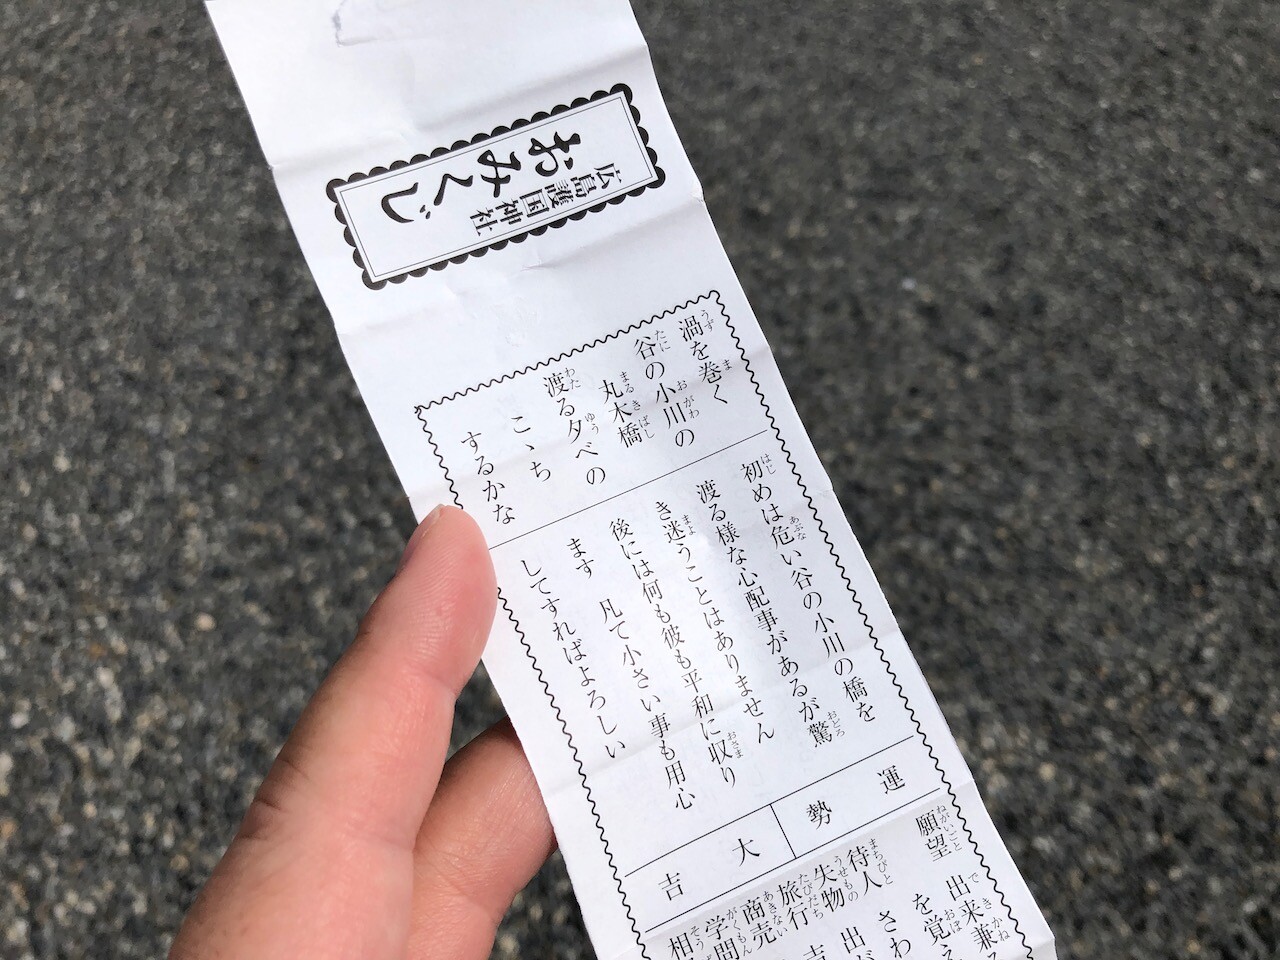 広島護国神社
おみくじ
渦を巻く
谷の小川の
丸木橋
渡る夕べの
こゝち
するかな
初めは危い谷の小川の橋を
渡る様な心配事があるが驚
き迷うことはありません
後には何も彼も平和に収り
ます 凡て小さい事も用心
してすればよろしい
運勢
大吉
願望 出来兼
を覚え
待人 さわ
失物 出が
旅行 吉
商売
学問
相